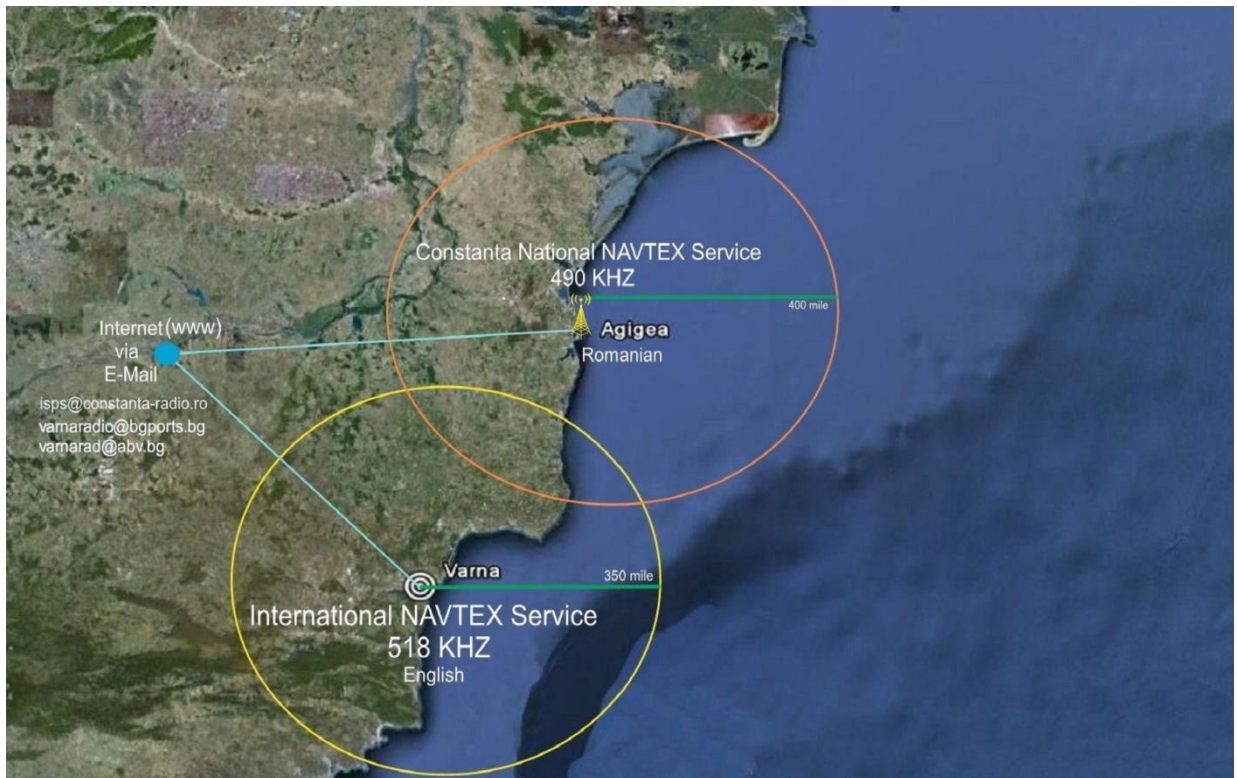 Constanta National NAVTEX Service
490 KHZ
400 mile
Agigea
Romanian
Internet (www)
via
E-Mail
isps@constanta-radio.ro
varnaradio@bgports.bg
varnarad@abv.bg
Varna
350 mile
International NAVTEX Service
518 KHZ
English